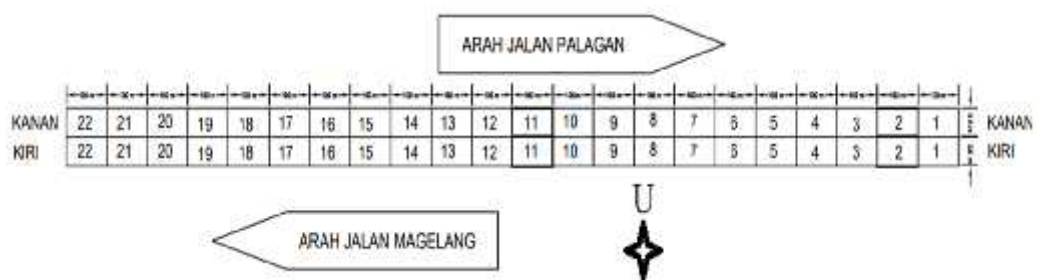 ARAH JALAN PALAGAN
KANAN 22 21 20 19 18 17 16 15 14 13 12 11 10 9 8 7 6 5 4 3 2 1 KANAN
KIRI 22 21 20 19 18 17 16 15 14 13 12 11 10 9 8 7 6 5 4 3 2 1 KIRI
U
ARAH JALAN MAGELANG